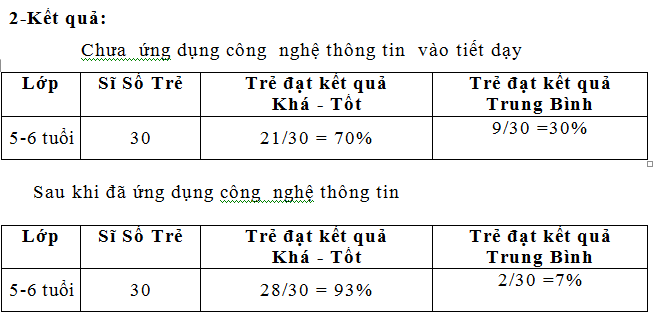 2-Kết quả:
Chưa ứng dụng công nghệ thông tin vào tiết dạy
Lớp Sĩ Số Trẻ Trẻ đạt kết quả Khá - Tốt Trẻ đạt kết quả Trung Bình
5-6 tuổi 30 21/30 = 70% 9/30 =30%
Sau khi đã ứng dụng công nghệ thông tin
Lớp Sĩ Số Trẻ Trẻ đạt kết quả Khá - Tốt Trẻ đạt kết quả Trung Bình
5-6 tuổi 30 28/30 = 93% 2/30 =7%